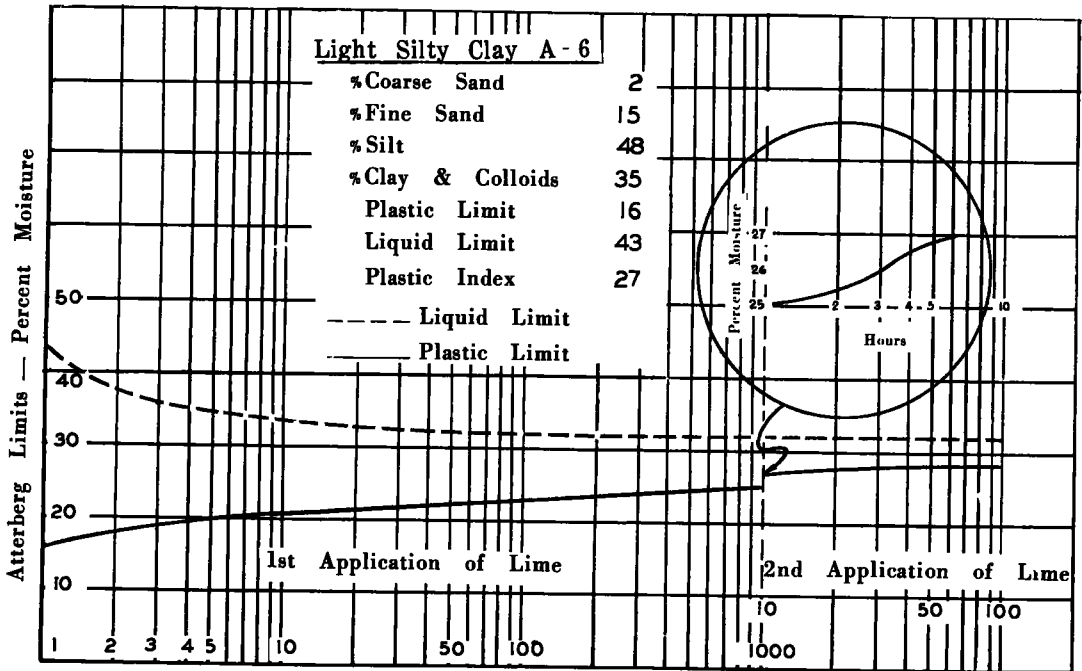 Light Silty Clay A-6
% Coarse Sand 2
% Fine Sand 15
% Silt 48
% Clay & Colloids 35
Plastic Limit 16
Liquid Limit 43
Plastic Index 27
Liquid Limit
Plastic Limit
Atterberg Limits — Percent Moisture
50
40
30
20
10
1st Application of Lime
2nd Application of Lime
1 2 3 4 5 10 50 100 1000
10 50 100
Percent Moisture
27
26
25
2 3 4 5 10
Hours